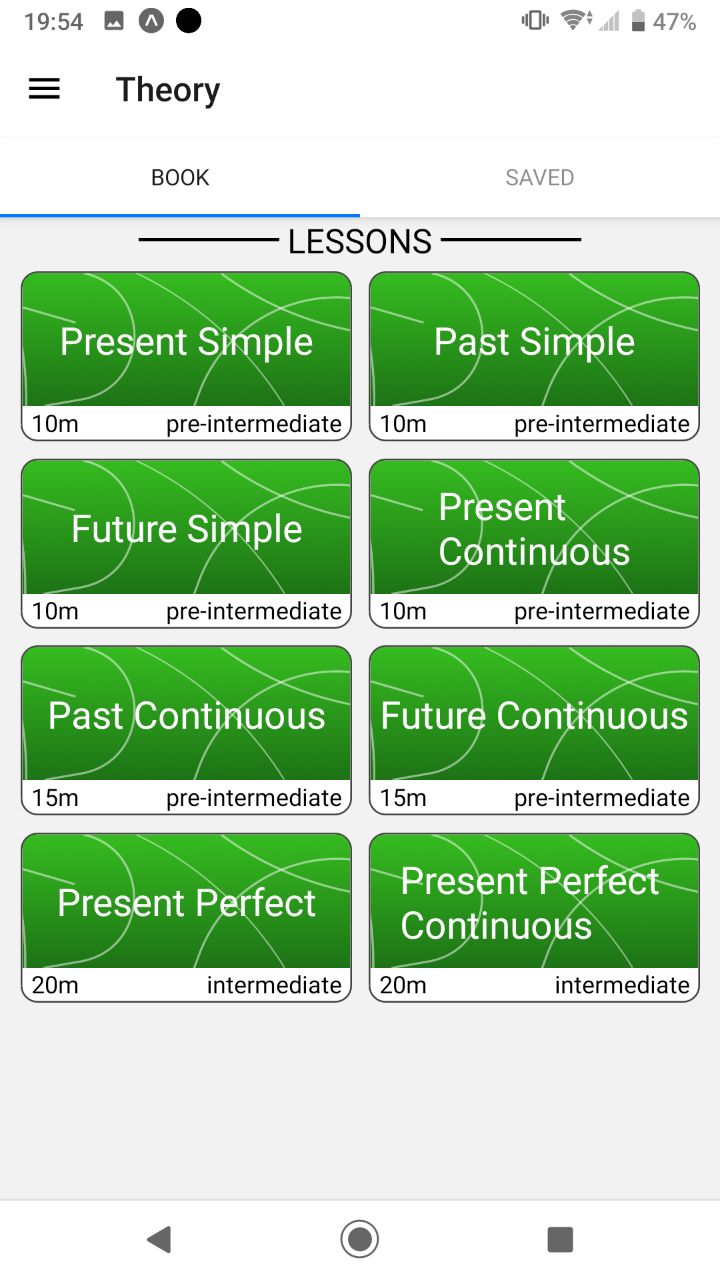 19:54 47%
Theory
BOOK SAVED
LESSONS
Present Simple
10m pre-intermediate
Past Simple
10m pre-intermediate
Future Simple
10m pre-intermediate
Present
Continuous
10m pre-intermediate
Past Continuous
15m pre-intermediate
Future Continuous
15m pre-intermediate
Present Perfect
20m intermediate
Present Perfect
Continuous
20m intermediate